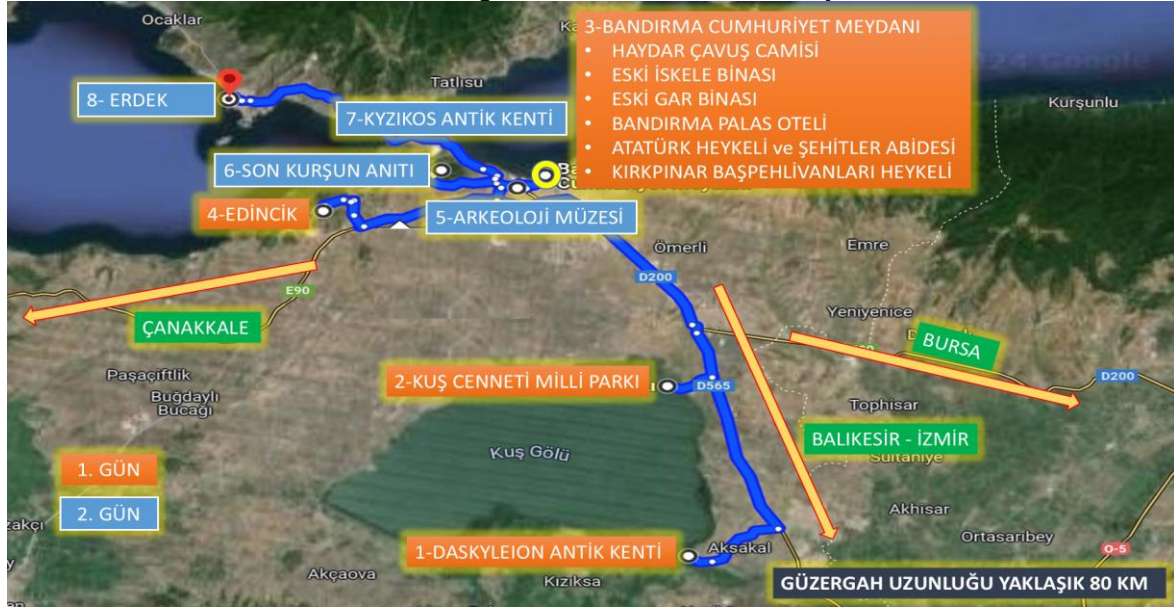 Ocaklar
3-BANDIRMA CUMHURİYET MEYDANI
• HAYDAR ÇAVUŞ CAMİSİ
• ESKİ İSKELE BİNASI
• ESKİ GAR BİNASI
• BANDIRMA PALAS OTELİ
• ATATÜRK HEYKELİ ve ŞEHİTLER ABİDESİ
• KIRKPINAR BAŞPEHLİVANLARI HEYKELİ
Tatlısu
Kurşunlu
8- ERDEK
7-KYZIKOS ANTİK KENTİ
6-SON KURŞUN ANITI
4-EDİNCİK
5-ARKEOLOJİ MÜZESİ
Ömerli
Emre
D200
E90
ÇANAKKALE
Yeniyenice
BURSA
Paşaçiftlik
Buğdaylı
Bucağı
2-KUŞ CENNETİ MİLLİ PARKI
D565
D200
Tophisar
BALIKESİR - İZMİR
Sultaniye
Kuş Gölü
1. GÜN
2. GÜN
Akhisar
Ortasarıbey
O-5
1-DASKYLEION ANTİK KENTİ
Aksakal
Akçaova
Kızıksa
GÜZERGAH UZUNLUĞU YAKLAŞIK 80 KM